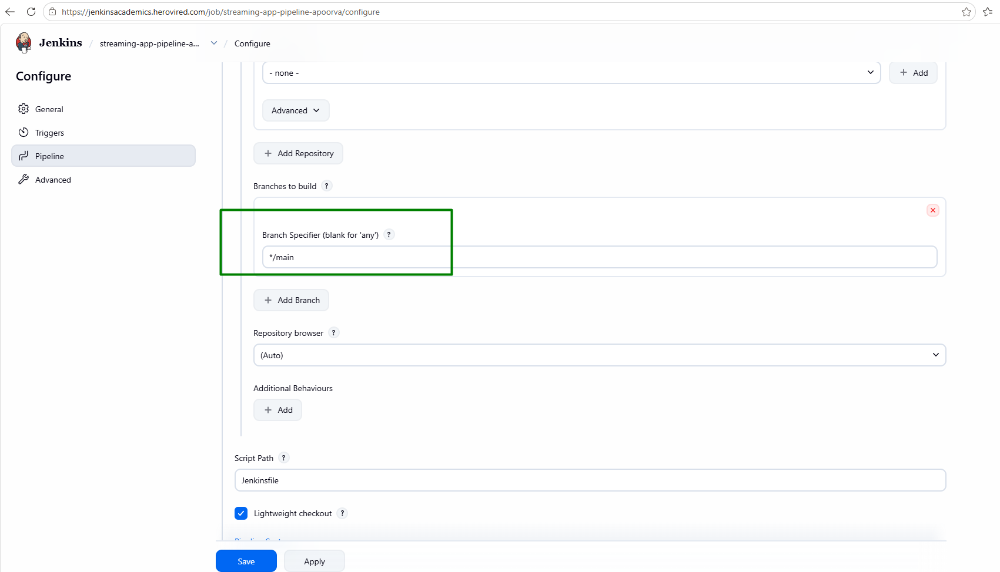 https://jenkinsacademics.herovired.com/job/streaming-app-pipeline-apoorva/configure
Jenkins / streaming-app-pipeline-a... / Configure
Configure
General
Triggers
Pipeline
Advanced
- none -
+ Add
Advanced
+ Add Repository
Branches to build ?
Branch Specifier (blank for 'any') ?
*/main
+ Add Branch
Repository browser ?
(Auto)
Additional Behaviours
+ Add
Script Path ?
Jenkinsfile
Lightweight checkout ?
Save
Apply